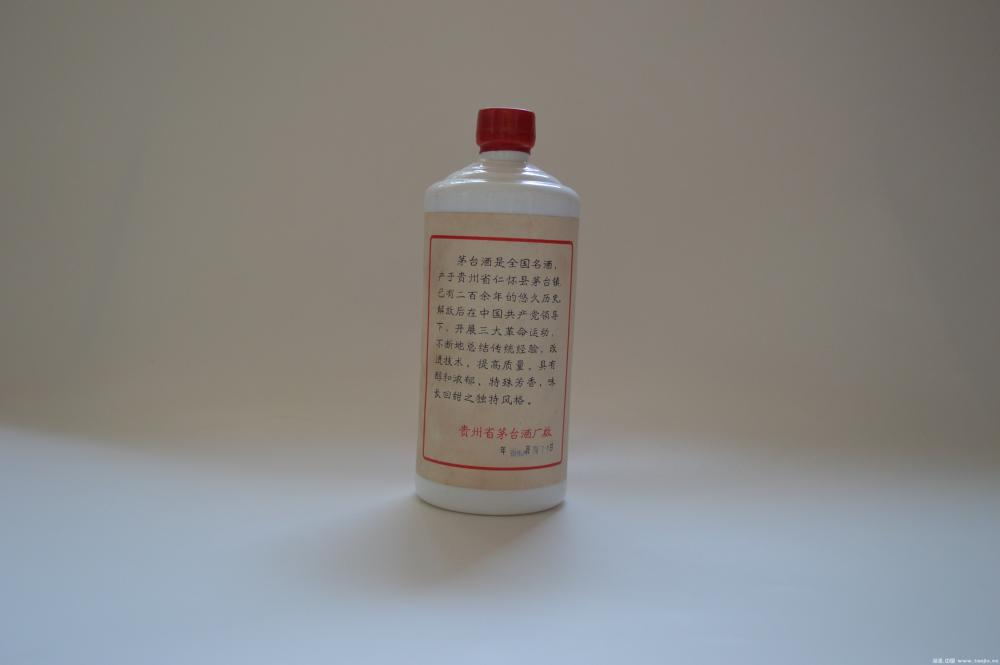 茅台酒是全国名酒，
产于贵州省仁怀县茅台镇，
已有二百余年的悠久历史，
解放后在中国共产党领导
下，开展三大革命运动，
不断地总结传统经验，改
进技术，提高质量。具有
醇和浓郁、特殊芳香，味
长回甜之独特风格。
贵州省茅台酒厂啟
年 日